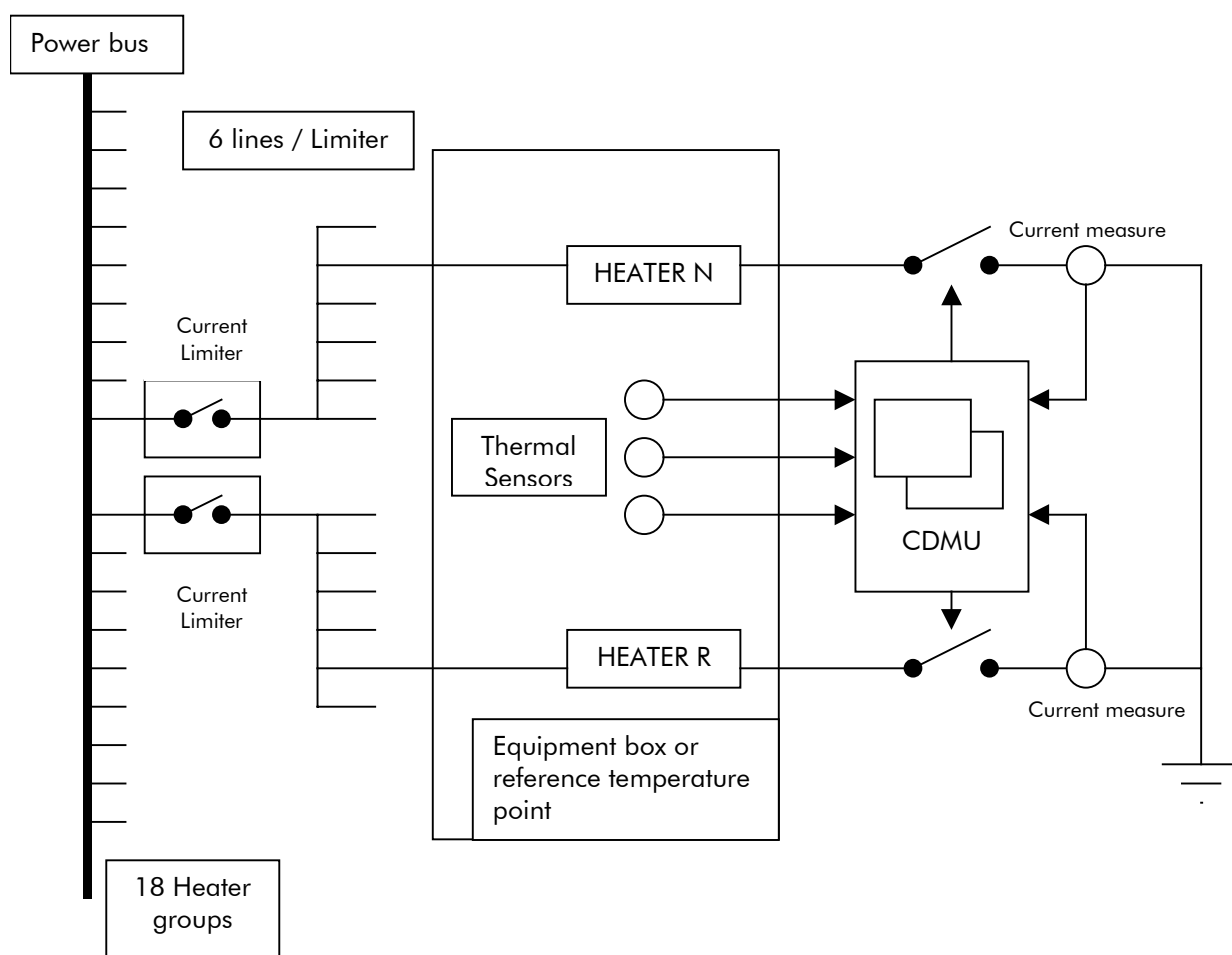 Power bus
6 lines / Limiter
Current measure
HEATER N
Current
Limiter
Thermal
Sensors
CDMU
Current
Limiter
HEATER R
Current measure
Equipment box or
reference temperature
point
18 Heater
groups